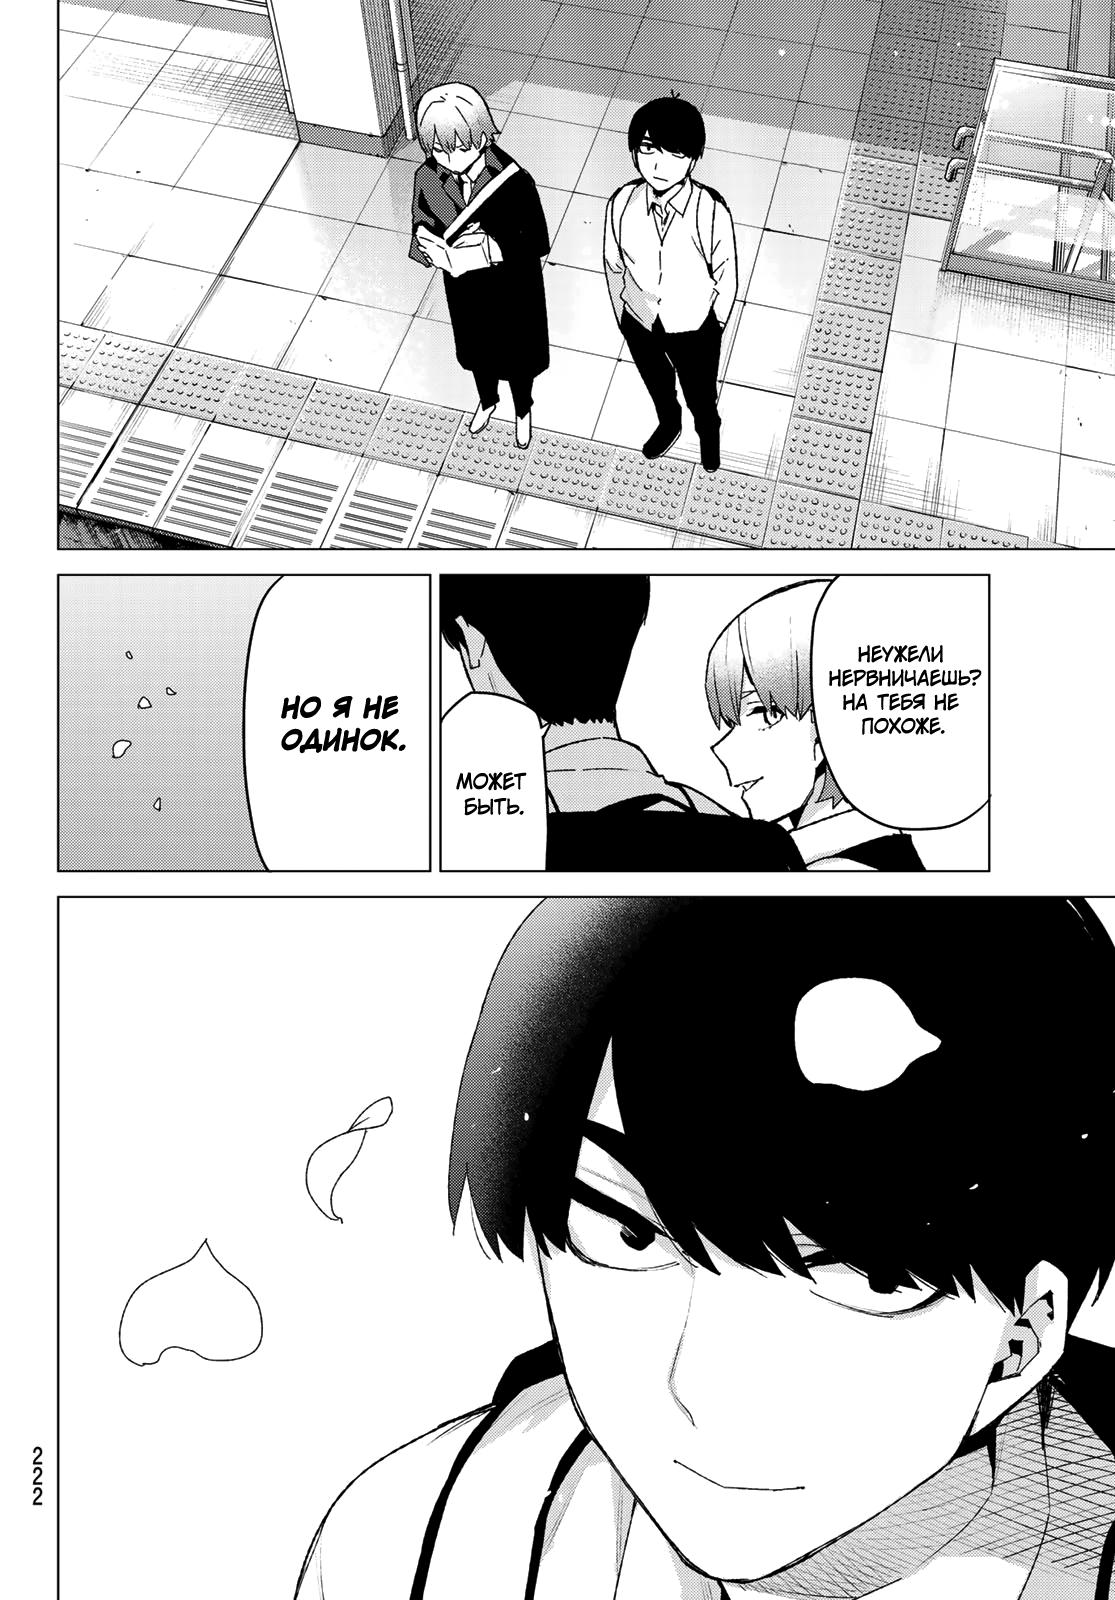 НЕУЖЕЛИ
НЕРВНИЧАЕШЬ?
НА ТЕБЯ НЕ
ПОХОЖЕ.
МОЖЕТ
БЫТЬ.
НО Я НЕ
ОДИНОК.
222